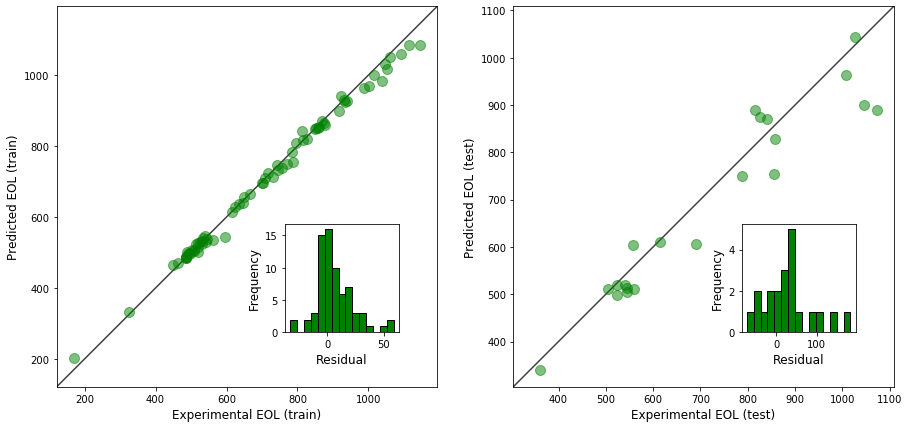 1000
800
600
400
200
Predicted EOL (train)
200 400 600 800 1000
Experimental EOL (train)
15
10
5
0
Frequency
0 50
Residual
1100
1000
900
800
700
600
500
400
Predicted EOL (test)
400 500 600 700 800 900 1000 1100
Experimental EOL (test)
4
2
0
Frequency
0 100
Residual